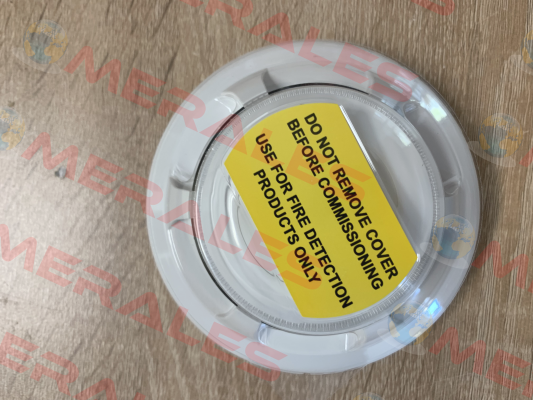 DO NOT REMOVE COVER
BEFORE COMMISSIONING
USE FOR FIRE DETECTION
PRODUCTS ONLY
MERALES
MERALES
MERALES
MERALES